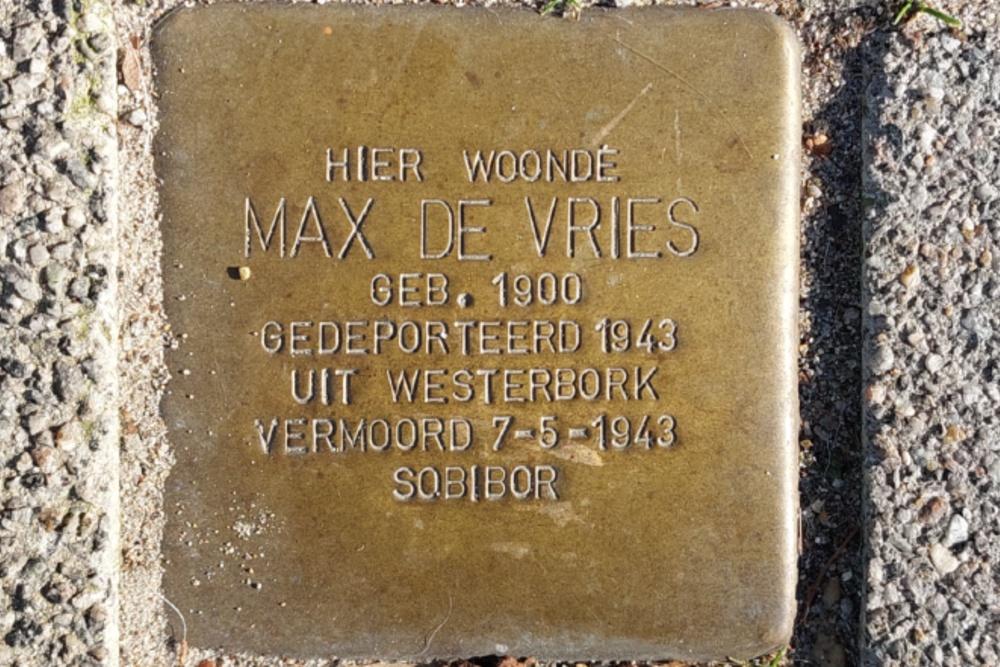 HIER WOONDE
MAX DE VRIES
GEB. 1900
GEDEPORTEERD 1943
UIT WESTERBORK
VERMOORD 7-5-1943
SOBIBOR